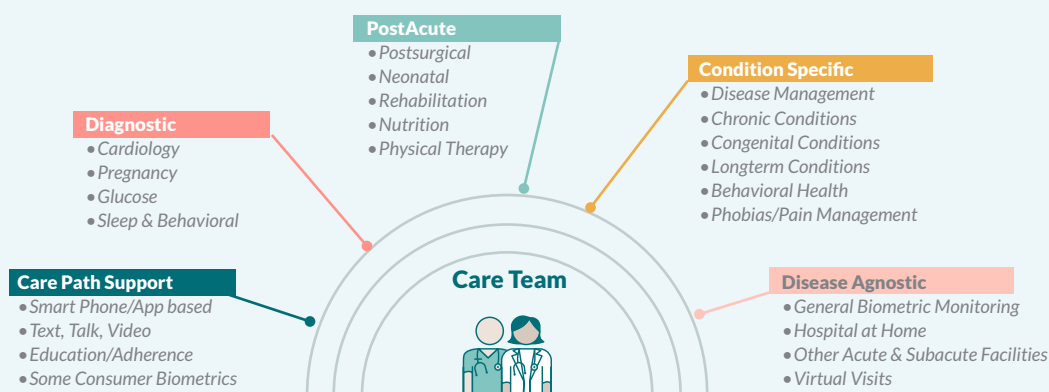 PostAcute
• Postsurgical
• Neonatal
• Rehabilitation
• Nutrition
• Physical Therapy
Condition Specific
• Disease Management
• Chronic Conditions
• Congenital Conditions
• Longterm Conditions
• Behavioral Health
• Phobias/Pain Management
Diagnostic
• Cardiology
• Pregnancy
• Glucose
• Sleep & Behavioral
Care Path Support
• Smart Phone/App based
• Text, Talk, Video
• Education/Adherence
• Some Consumer Biometrics
Care Team
Disease Agnostic
• General Biometric Monitoring
• Hospital at Home
• Other Acute & Subacute Facilities
• Virtual Visits